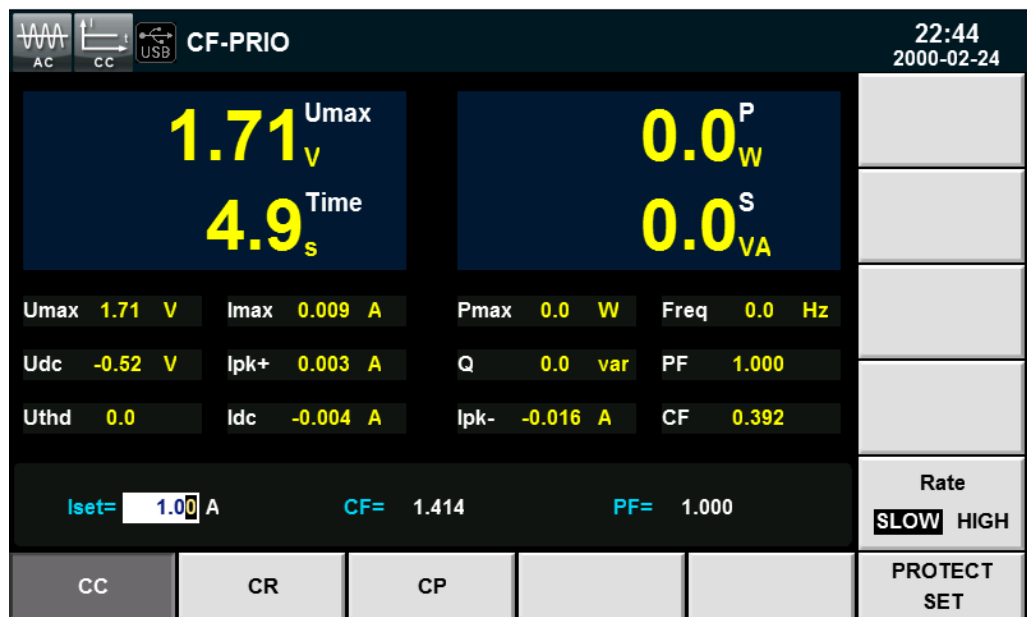 AC
I t
CC
USB
CF-PRIO
22:44
2000-02-24
1.71 Umax V
0.0 P W
4.9 Time s
0.0 S VA
Umax 1.71 V Imax 0.009 A Pmax 0.0 W Freq 0.0 Hz
Udc -0.52 V Ipk+ 0.003 A Q 0.0 var PF 1.000
Uthd 0.0 Idc -0.004 A Ipk- -0.016 A CF 0.392
Iset= 1.00 A CF= 1.414 PF= 1.000
Rate
SLOW HIGH
CC CR CP
PROTECT
SET